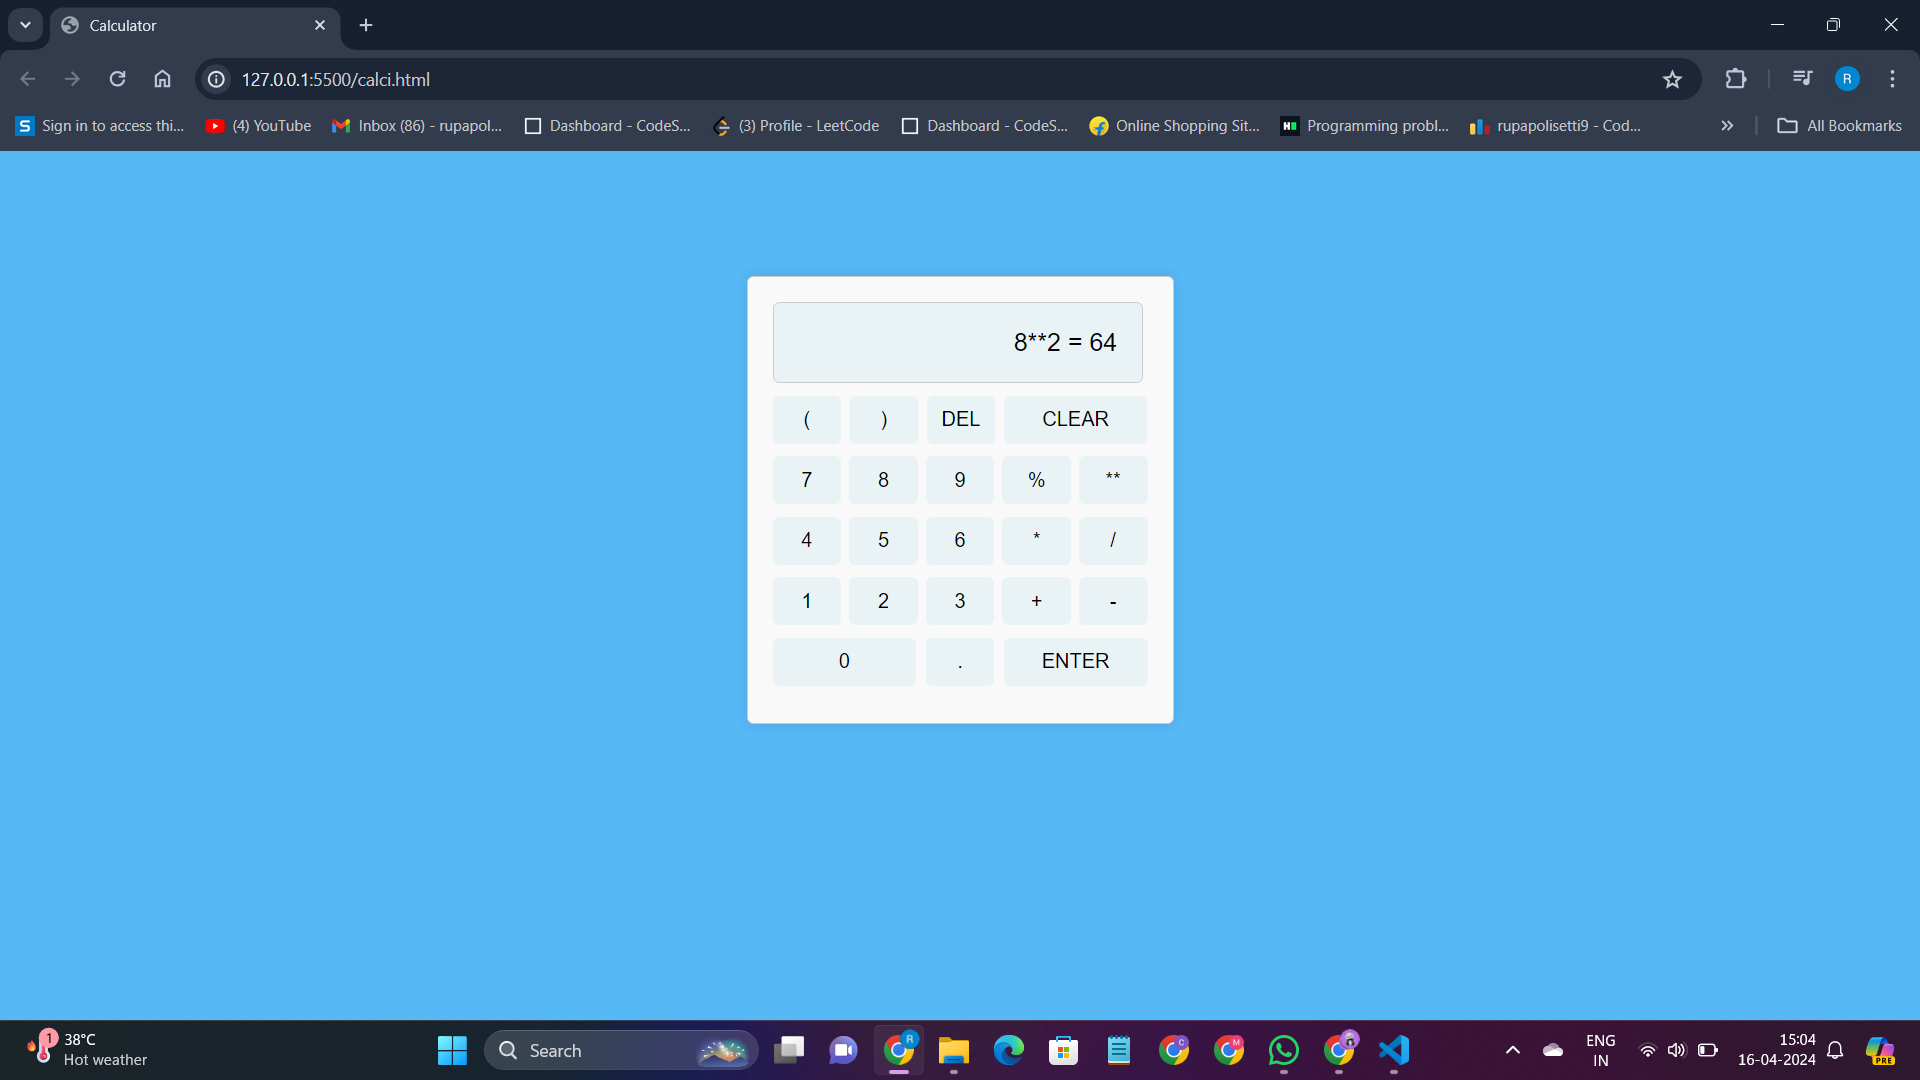 Calculator
127.0.0.1:5500/calci.html
R
S Sign in to access thi... (4) YouTube Inbox (86) - rupapol... Dashboard - CodeS... (3) Profile - LeetCode Dashboard - CodeS... Online Shopping Sit... Programming probl... rupapolisetti9 - Cod... All Bookmarks
8**2 = 64
( ) DEL CLEAR
7 8 9 % **
4 5 6 * /
1 2 3 + -
0 . ENTER
1 38°C
Hot weather
Search
R
C
M
ENG
IN
15:04
16-04-2024
PRE